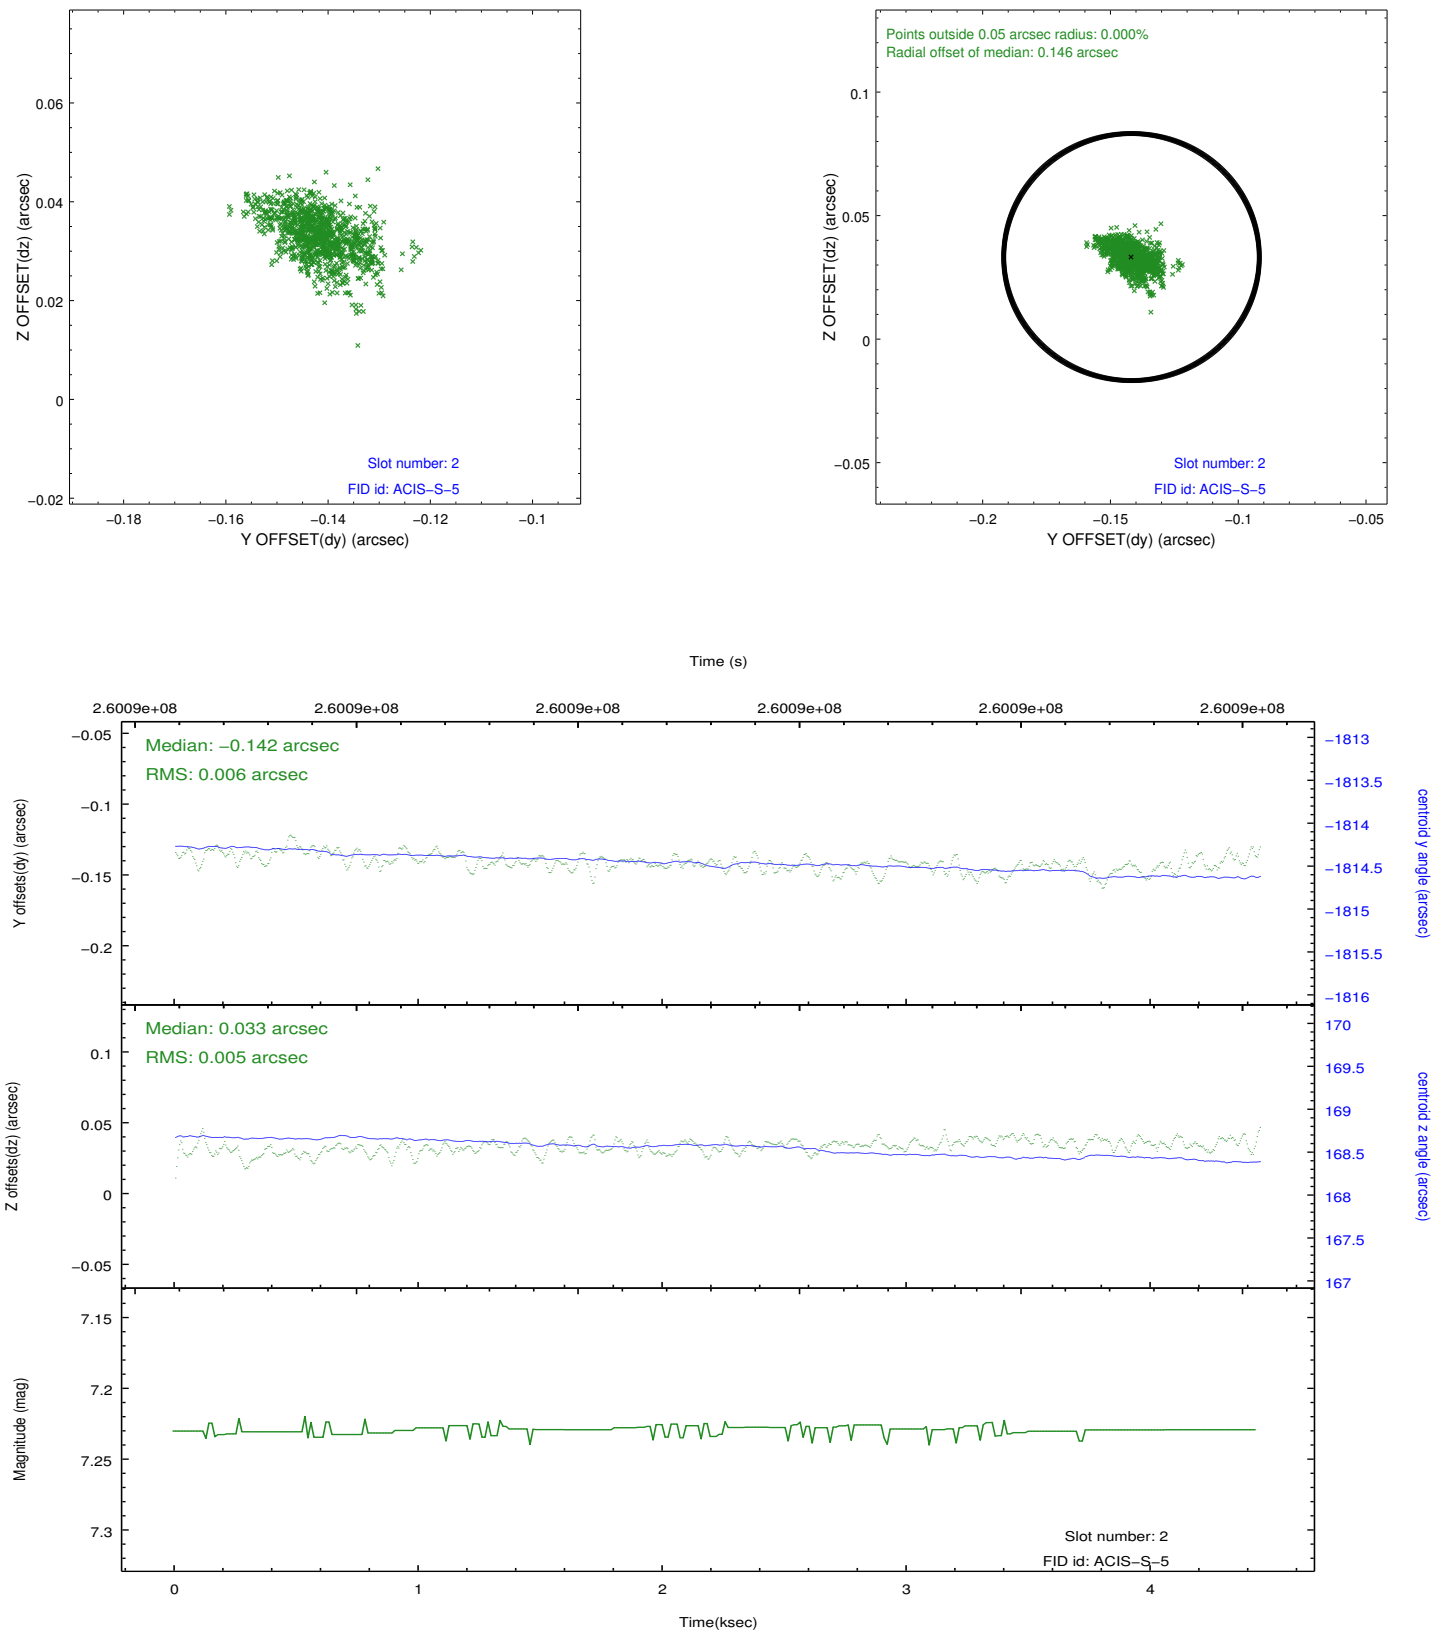 0.06
0.04
0.02
0
−0.02
Z OFFSET(dz) (arcsec)
Slot number: 2
FID id: ACIS−S−5
−0.18
−0.16
−0.14
−0.12
−0.1
Y OFFSET(dy) (arcsec)
Points outside 0.05 arcsec radius: 0.000%
Radial offset of median: 0.146 arcsec
0.1
0.05
0
−0.05
Z OFFSET(dz) (arcsec)
Slot number: 2
FID id: ACIS−S−5
−0.2
−0.15
−0.1
−0.05
Y OFFSET(dy) (arcsec)
Time (s)
2.6009e+08
2.6009e+08
2.6009e+08
2.6009e+08
2.6009e+08
2.6009e+08
Median: −0.142 arcsec
RMS: 0.006 arcsec
−0.05
−0.1
−0.15
−0.2
Y offsets(dy) (arcsec)
−1813
−1813.5
−1814
−1814.5
−1815
−1815.5
−1816
centroid y angle (arcsec)
Median: 0.033 arcsec
RMS: 0.005 arcsec
0.1
0.05
0
−0.05
Z offsets(dz) (arcsec)
170
169.5
169
168.5
168
167.5
167
centroid z angle (arcsec)
7.15
7.2
7.25
7.3
Magnitude (mag)
Slot number: 2
FID id: ACIS−S−5
0
1
2
3
4
Time(ksec)